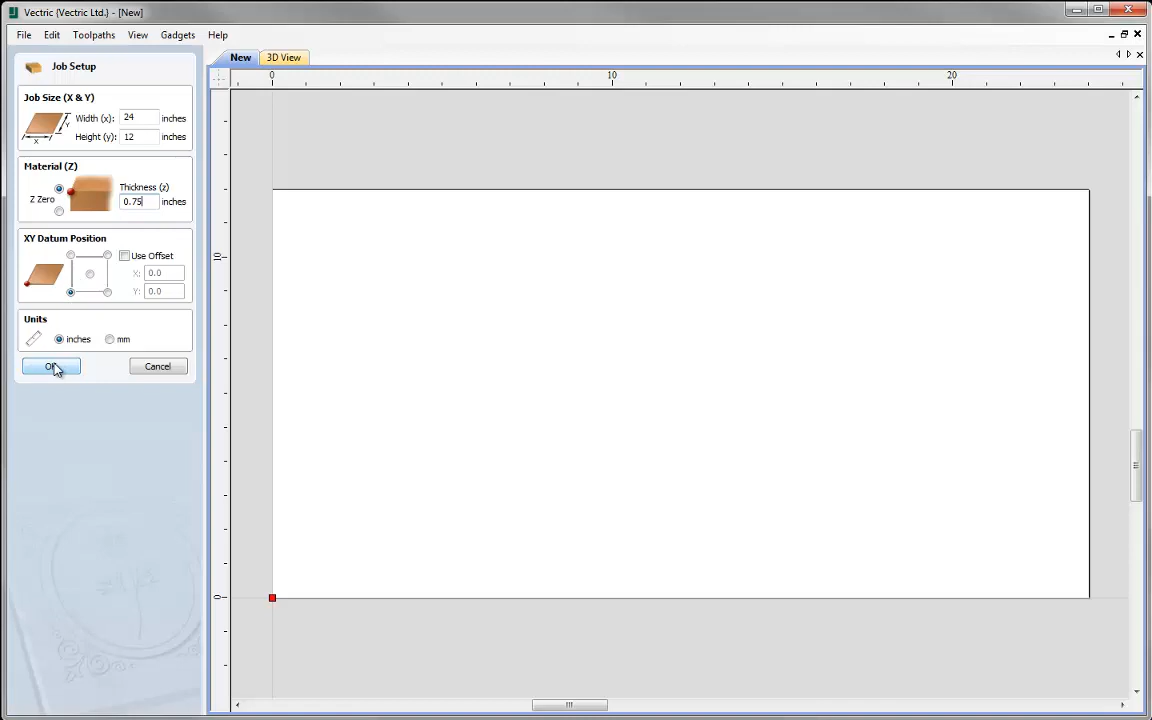 Vectric {Vectric Ltd.} - [New]
File Edit Toolpaths View Gadgets Help
Job Setup
New 3D View
0 10 20
Job Size (X & Y)
Width (x): 24 inches
Height (y): 12 inches
Y
X
Material (Z)
Thickness (z)
Z Zero
0.75 inches
XY Datum Position
Use Offset
X: 0.0
Y: 0.0
10
Units
inches mm
Cancel
0